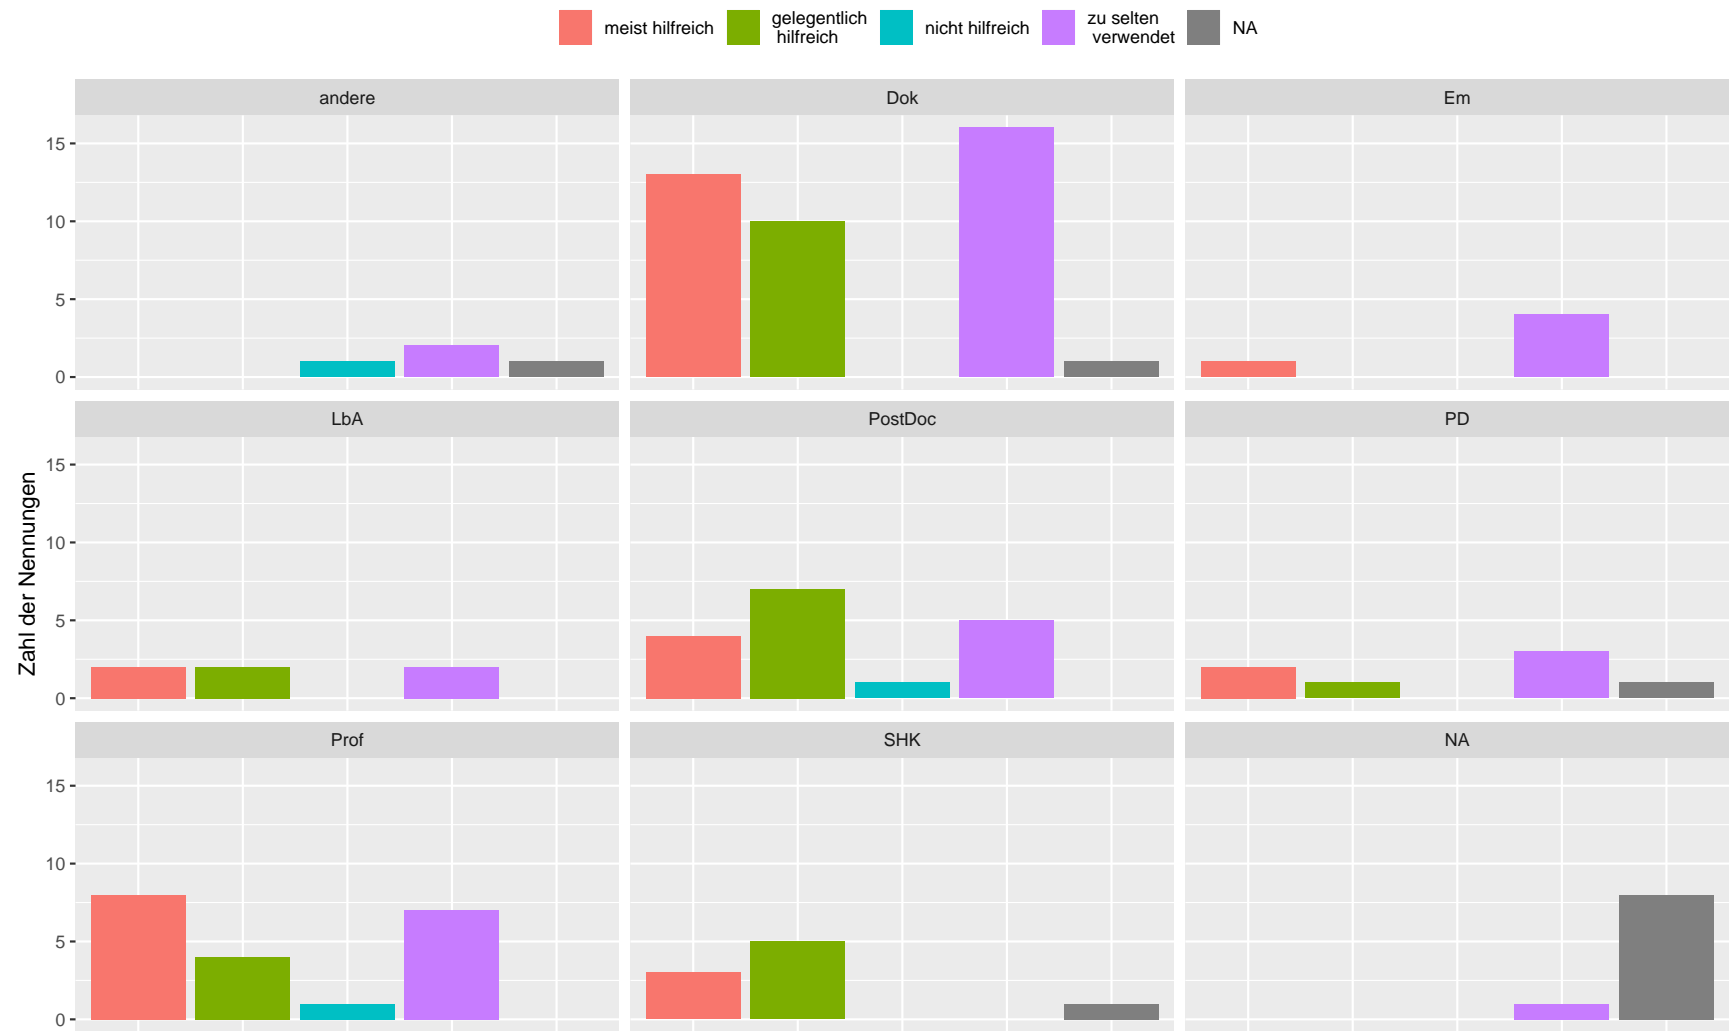 meist hilfreich
gelegentlich
hilfreich
nicht hilfreich
zu selten
verwendet
NA
andere
Dok
Em
15
10
5
0
LbA
PostDoc
PD
15
10
5
0
Zahl der Nennungen
Prof
SHK
NA
15
10
5
0